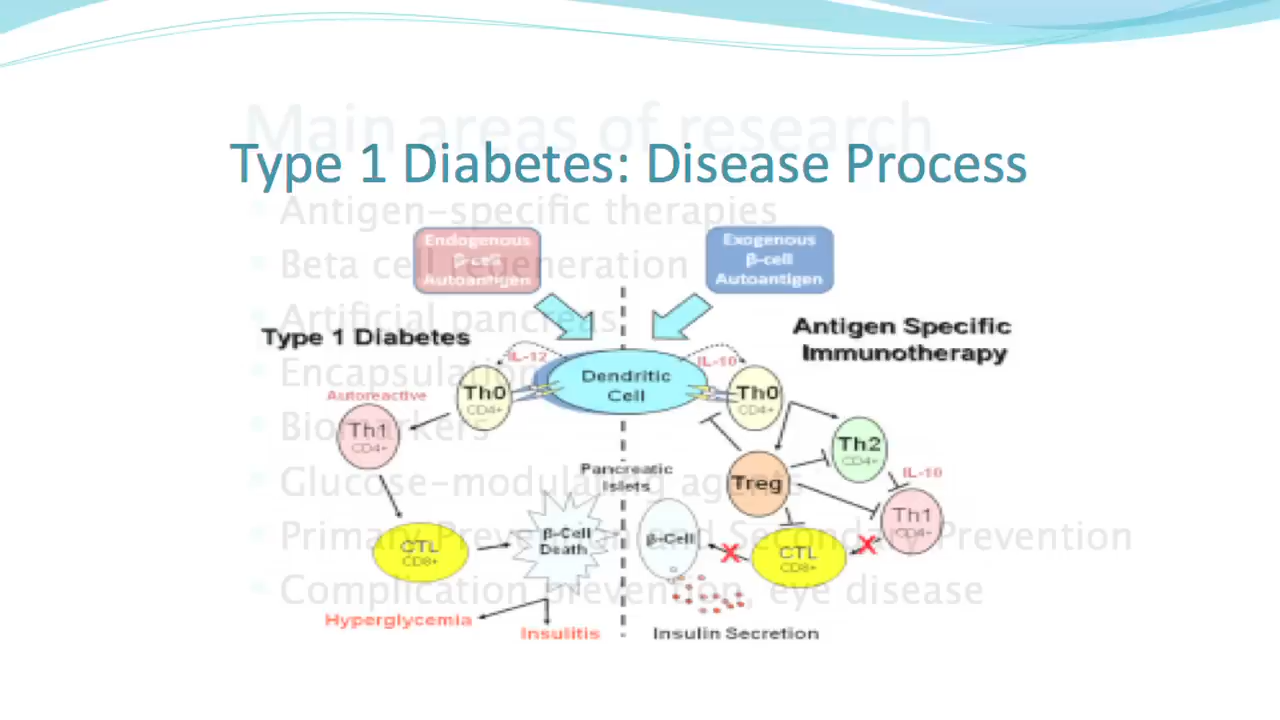 Main areas of research
Type 1 Diabetes: Disease Process
Antigen-specific therapies
Endogenous
β-cell
Autoantigen
Exogenous
β-cell
Autoantigen
Beta cell regeneration
Artificial pancreas
Type 1 Diabetes
Antigen Specific
Immunotherapy
IL-12
IL-10
Dendritic
Cell
Encapsulation
Th0
CD4+
Th0
CD4+
Autoreactive
Th1
CD4+
Biomarkers
Th2
CD4+
IL-10
Pancreatic
Islets
Glucose-modulating agents
Treg
Th1
CD4+
Primary Prevention and Secondary Prevention
CTL
CD8+
β-Cell
Death
β-Cell
CTL
CD8+
Complication prevention, eye disease
Hyperglycemia
Insulitis
Insulin Secretion